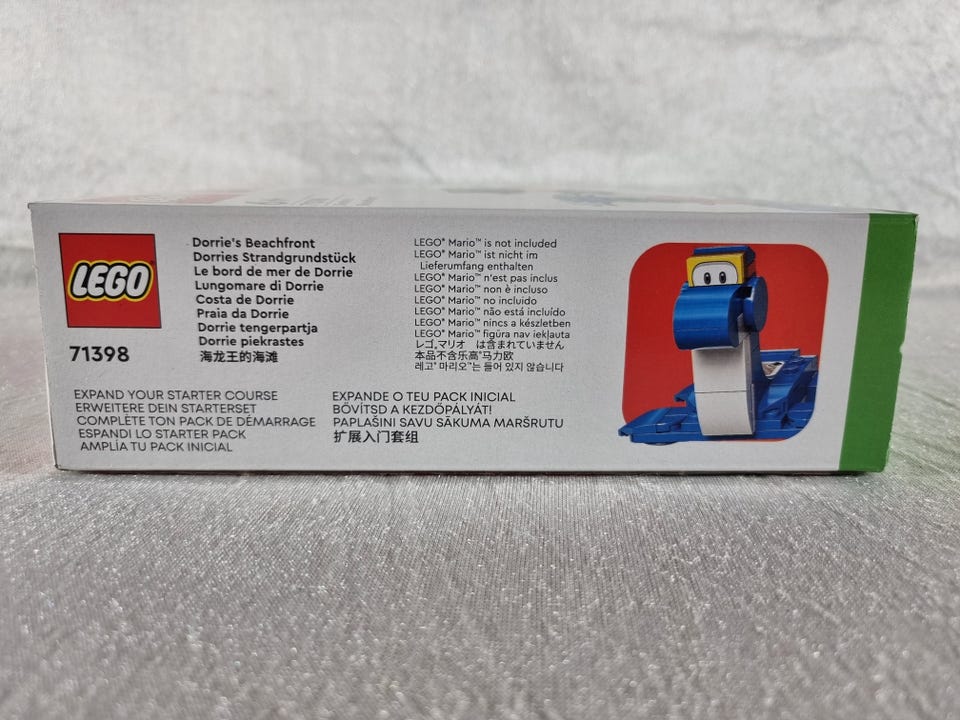 LEGO
71398
Dorrie's Beachfront
Dorries Strandgrundstück
Le bord de mer de Dorrie
Lungomare di Dorrie
Costa de Dorrie
Praia da Dorrie
Dorrie tengerpartja
Dorrie piekrastes
海龙王的海滩
LEGO® Mario™ is not included
LEGO® Mario™ ist nicht im
Lieferumfang enthalten
LEGO® Mario™ n'est pas inclus
LEGO® Mario™ non è incluso
LEGO® Mario™ no incluido
LEGO® Mario™ não está incluído
LEGO® Mario™ nincs a készletben
LEGO® Mario™ figūra nav iekļauta
レゴ®マリオ™ は含まれていません
本品不含乐高®马力欧
레고® 마리오™는 들어 있지 않습니다
EXPAND YOUR STARTER COURSE
ERWEITERE DEIN STARTERSET
COMPLÈTE TON PACK DE DÉMARRAGE
ESPANDI LO STARTER PACK
AMPLÍA TU PACK INICIAL
EXPANDE O TEU PACK INICIAL
BŐVÍTSD A KEZDŐPÁLYÁT!
PAPLAŠINI SAVU SĀKUMA MARŠRUTU
扩展入门套组